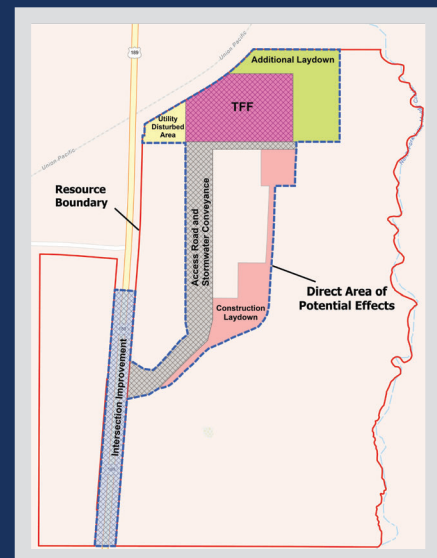 Union Pacific
189
Additional Laydown
TFF
Utility
Disturbed
Area
Union Pacific
Resource
Boundary
Access Road and
Stormwater Conveyance
Direct Area of
Potential Effects
Construction
Laydown
Intersection Improvement